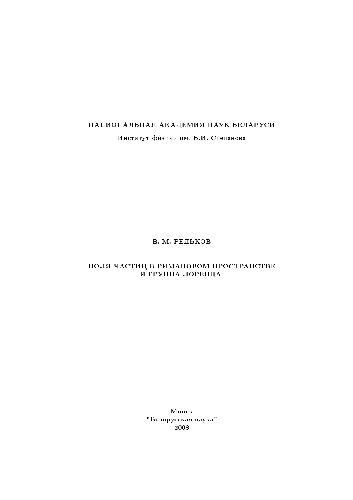 НАЦИОНАЛЬНАЯ АКАДЕМИЯ НАУК БЕЛАРУСИ
Институт физики им. Б.И. Степанова
В. М. РЕДЬКОВ
ПОЛЯ ЧАСТИЦ В РИМАНОВОМ ПРОСТРАНСТВЕ
И ГРУППА ЛОРЕНЦА
Минск
"Белорусская наука"
2009